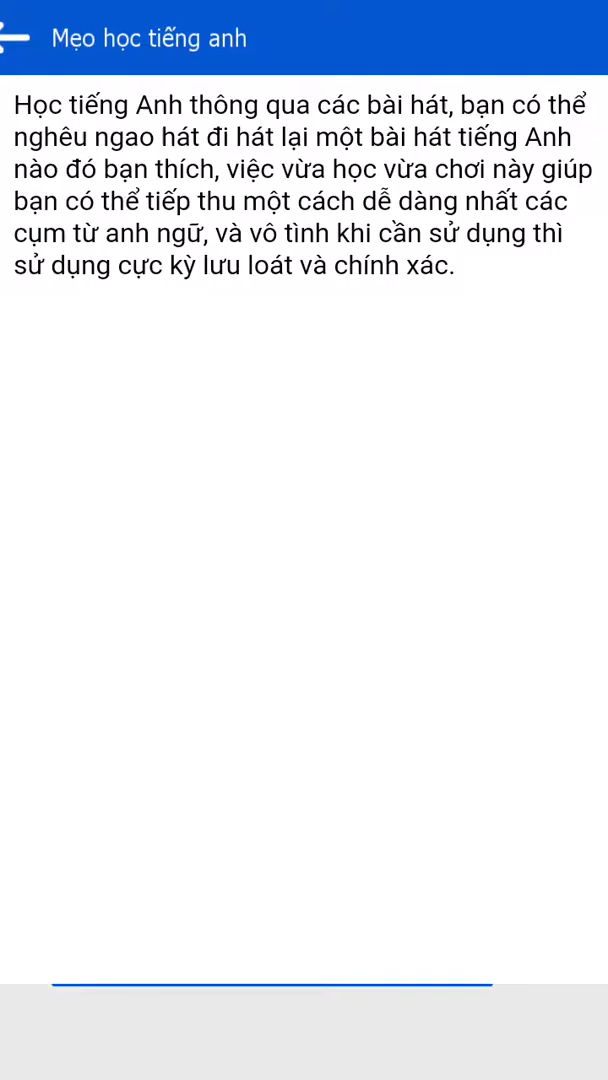 Mẹo học tiếng anh
Học tiếng Anh thông qua các bài hát, bạn có thể
nghêu ngao hát đi hát lại một bài hát tiếng Anh
nào đó bạn thích, việc vừa học vừa chơi này giúp
bạn có thể tiếp thu một cách dễ dàng nhất các
cụm từ anh ngữ, và vô tình khi cần sử dụng thì
sử dụng cực kỳ lưu loát và chính xác.